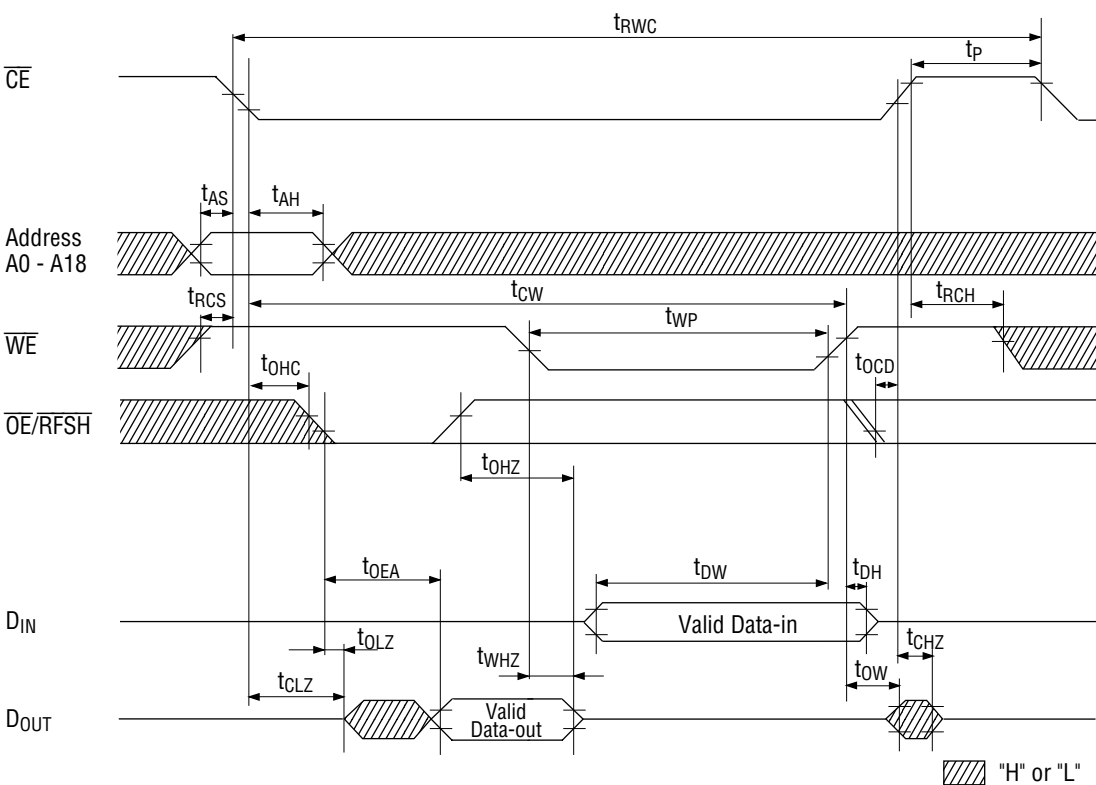 tRWC
tP
CE
tAS
tAH
Address
A0 - A18
tRCS
tCW
tRCH
tWP
WE
tOHC
tOCD
OE/RFSH
tOHZ
tOEA
tDW
tDH
DIN
Valid Data-in
tOLZ
tWHZ
tCHZ
tCLZ
tOW
DOUT
Valid
Data-out
"H" or "L"